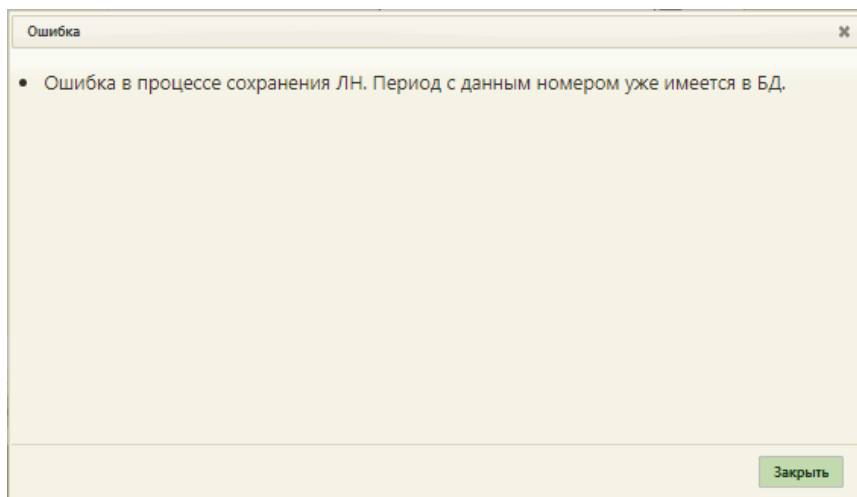 Ошибка
• Ошибка в процессе сохранения ЛН. Период с данным номером уже имеется в БД.
Закрыть